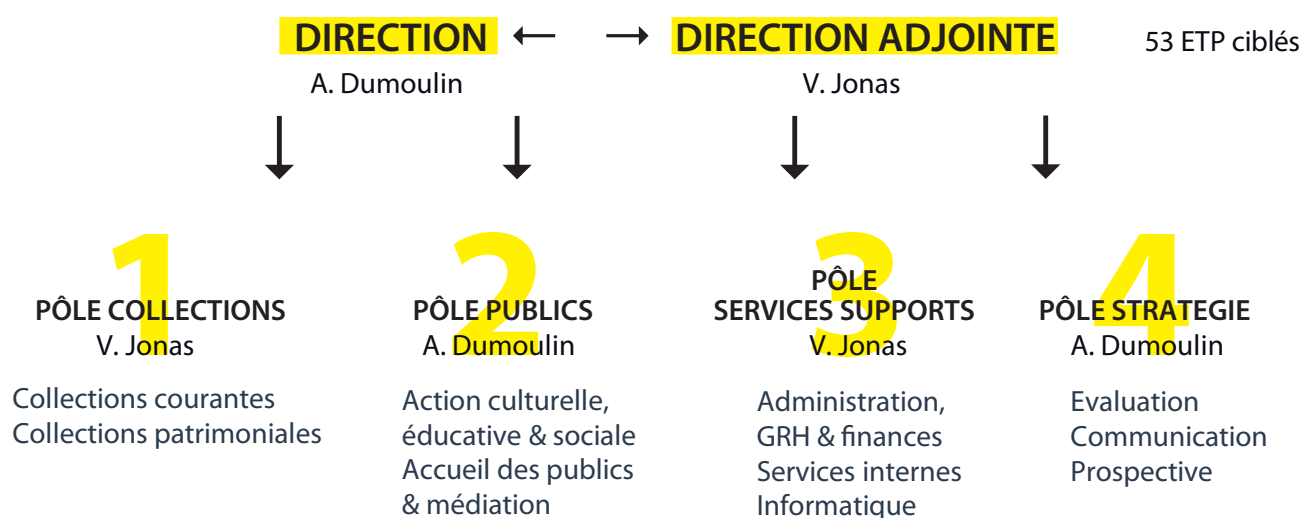 DIRECTION ← → DIRECTION ADJOINTE 53 ETP ciblés
A. Dumoulin
V. Jonas
1
PÔLE COLLECTIONS
V. Jonas
Collections courantes
Collections patrimoniales
2
PÔLE PUBLICS
A. Dumoulin
Action culturelle,
éducative & sociale
Accueil des publics
& médiation
3
PÔLE
SERVICES SUPPORTS
V. Jonas
Administration,
GRH & finances
Services internes
Informatique
4
PÔLE STRATEGIE
A. Dumoulin
Evaluation
Communication
Prospective